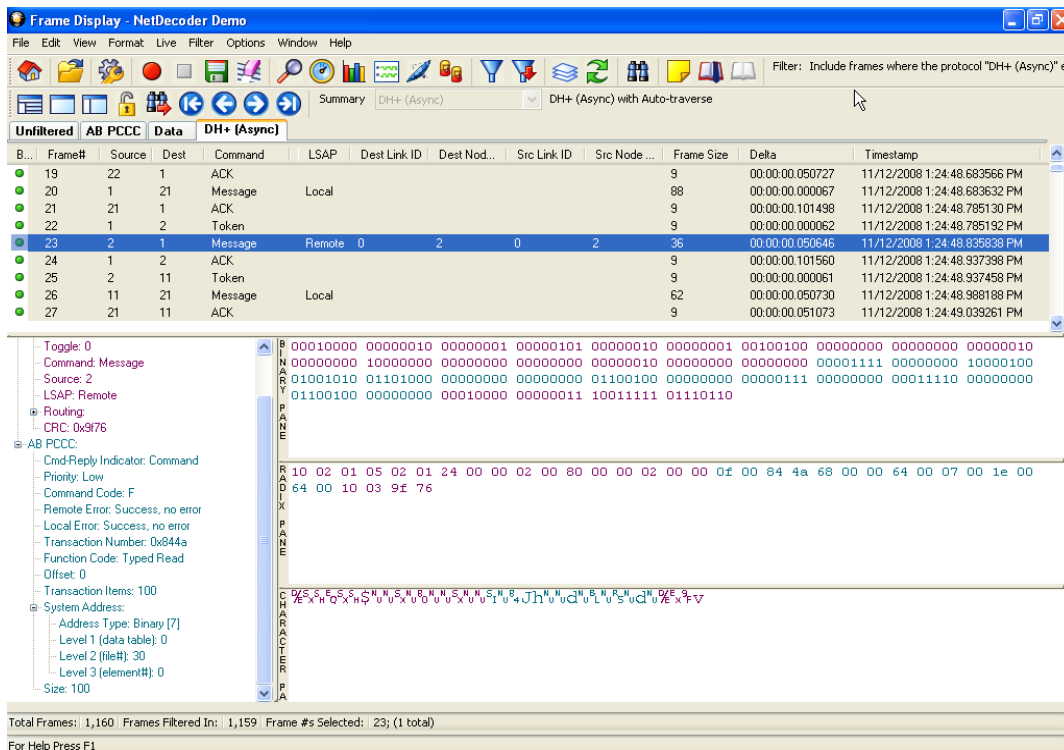 Frame Display - NetDecoder Demo
File Edit View Format Live Filter Options Window Help
Filter: Include frames where the protocol "DH+ (Async)" e
Summary DH+ (Async) DH+ (Async) with Auto-traverse
Unfiltered AB PCCC Data DH+ (Async)
B... Frame# Source Dest Command LSAP Dest Link ID Dest Nod... Src Link ID Src Node ... Frame Size Delta Timestamp
19 22 1 ACK 9 00:00:00.050727 11/12/2008 1:24:48.683566 PM
20 1 21 Message Local 88 00:00:00.000067 11/12/2008 1:24:48.683632 PM
21 21 1 ACK 9 00:00:00.101498 11/12/2008 1:24:48.785130 PM
22 1 2 Token 9 00:00:00.000062 11/12/2008 1:24:48.785192 PM
23 2 1 Message Remote 0 2 0 2 36 00:00:00.050646 11/12/2008 1:24:48.835838 PM
24 1 2 ACK 9 00:00:00.101560 11/12/2008 1:24:48.937398 PM
25 2 11 Token 9 00:00:00.000061 11/12/2008 1:24:48.937458 PM
26 11 21 Message Local 62 00:00:00.050730 11/12/2008 1:24:48.988188 PM
27 21 11 ACK 9 00:00:00.051073 11/12/2008 1:24:49.039261 PM
Toggle: 0
Command: Message
Source: 2
LSAP: Remote
Routing:
CRC: 0x9f76
AB PCCC:
Cmd-Reply Indicator: Command
Priority: Low
Command Code: F
Remote Error: Success, no error
Local Error: Success, no error
Transaction Number: 0x844a
Function Code: Typed Read
Offset: 0
Transaction Items: 100
System Address:
Address Type: Binary [7]
Level 1 (data table): 0
Level 2 (file#): 30
Level 3 (element#): 0
Size: 100
BINARY PANE
00010000 00000010 00000001 00000101 00000010 00000001 00100100 00000000 00000000 00000010
00000000 10000000 00000000 00000000 00000010 00000000 00000000 00001111 00000000 10000100
01001010 01101000 00000000 00000000 01100100 00000000 00000111 00000000 00011110 00000000
01100100 00000000 00010000 00000011 10011111 01110110
RADIX PANE
10 02 01 05 02 01 24 00 00 02 00 80 00 00 02 00 00 0f 00 84 4a 68 00 00 64 00 07 00 1e 00
64 00 10 03 9f 76
CHARACTER PA
Total Frames: 1,160 Frames Filtered In: 1,159 Frame #s Selected: 23; (1 total)
For Help Press F1